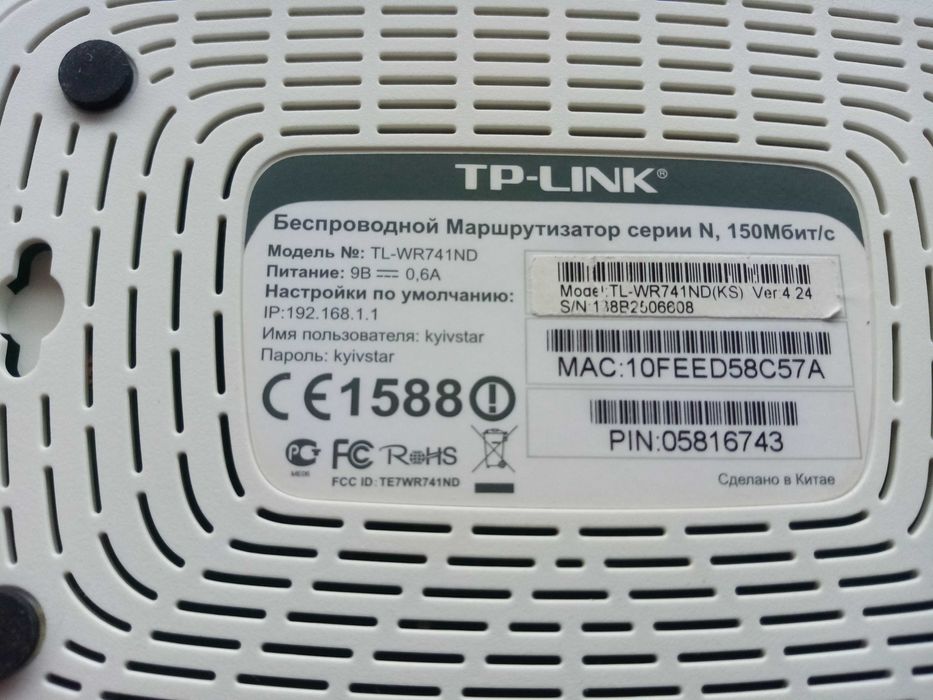 TP-LINK®
Беспроводной Маршрутизатор серии N, 150Мбит/с
Модель №: TL-WR741ND
Питание: 9В 0,6А
Настройки по умолчанию:
IP:192.168.1.1
Имя пользователя: kyivstar
Пароль: kyivstar
CE1588
FCC RoHS
FCC ID: TE7WR741ND
Model:TL-WR741ND(KS) Ver:4.24
S/N:138B2506608
MAC:10FEED58C57A
PIN:05816743
Сделано в Китае